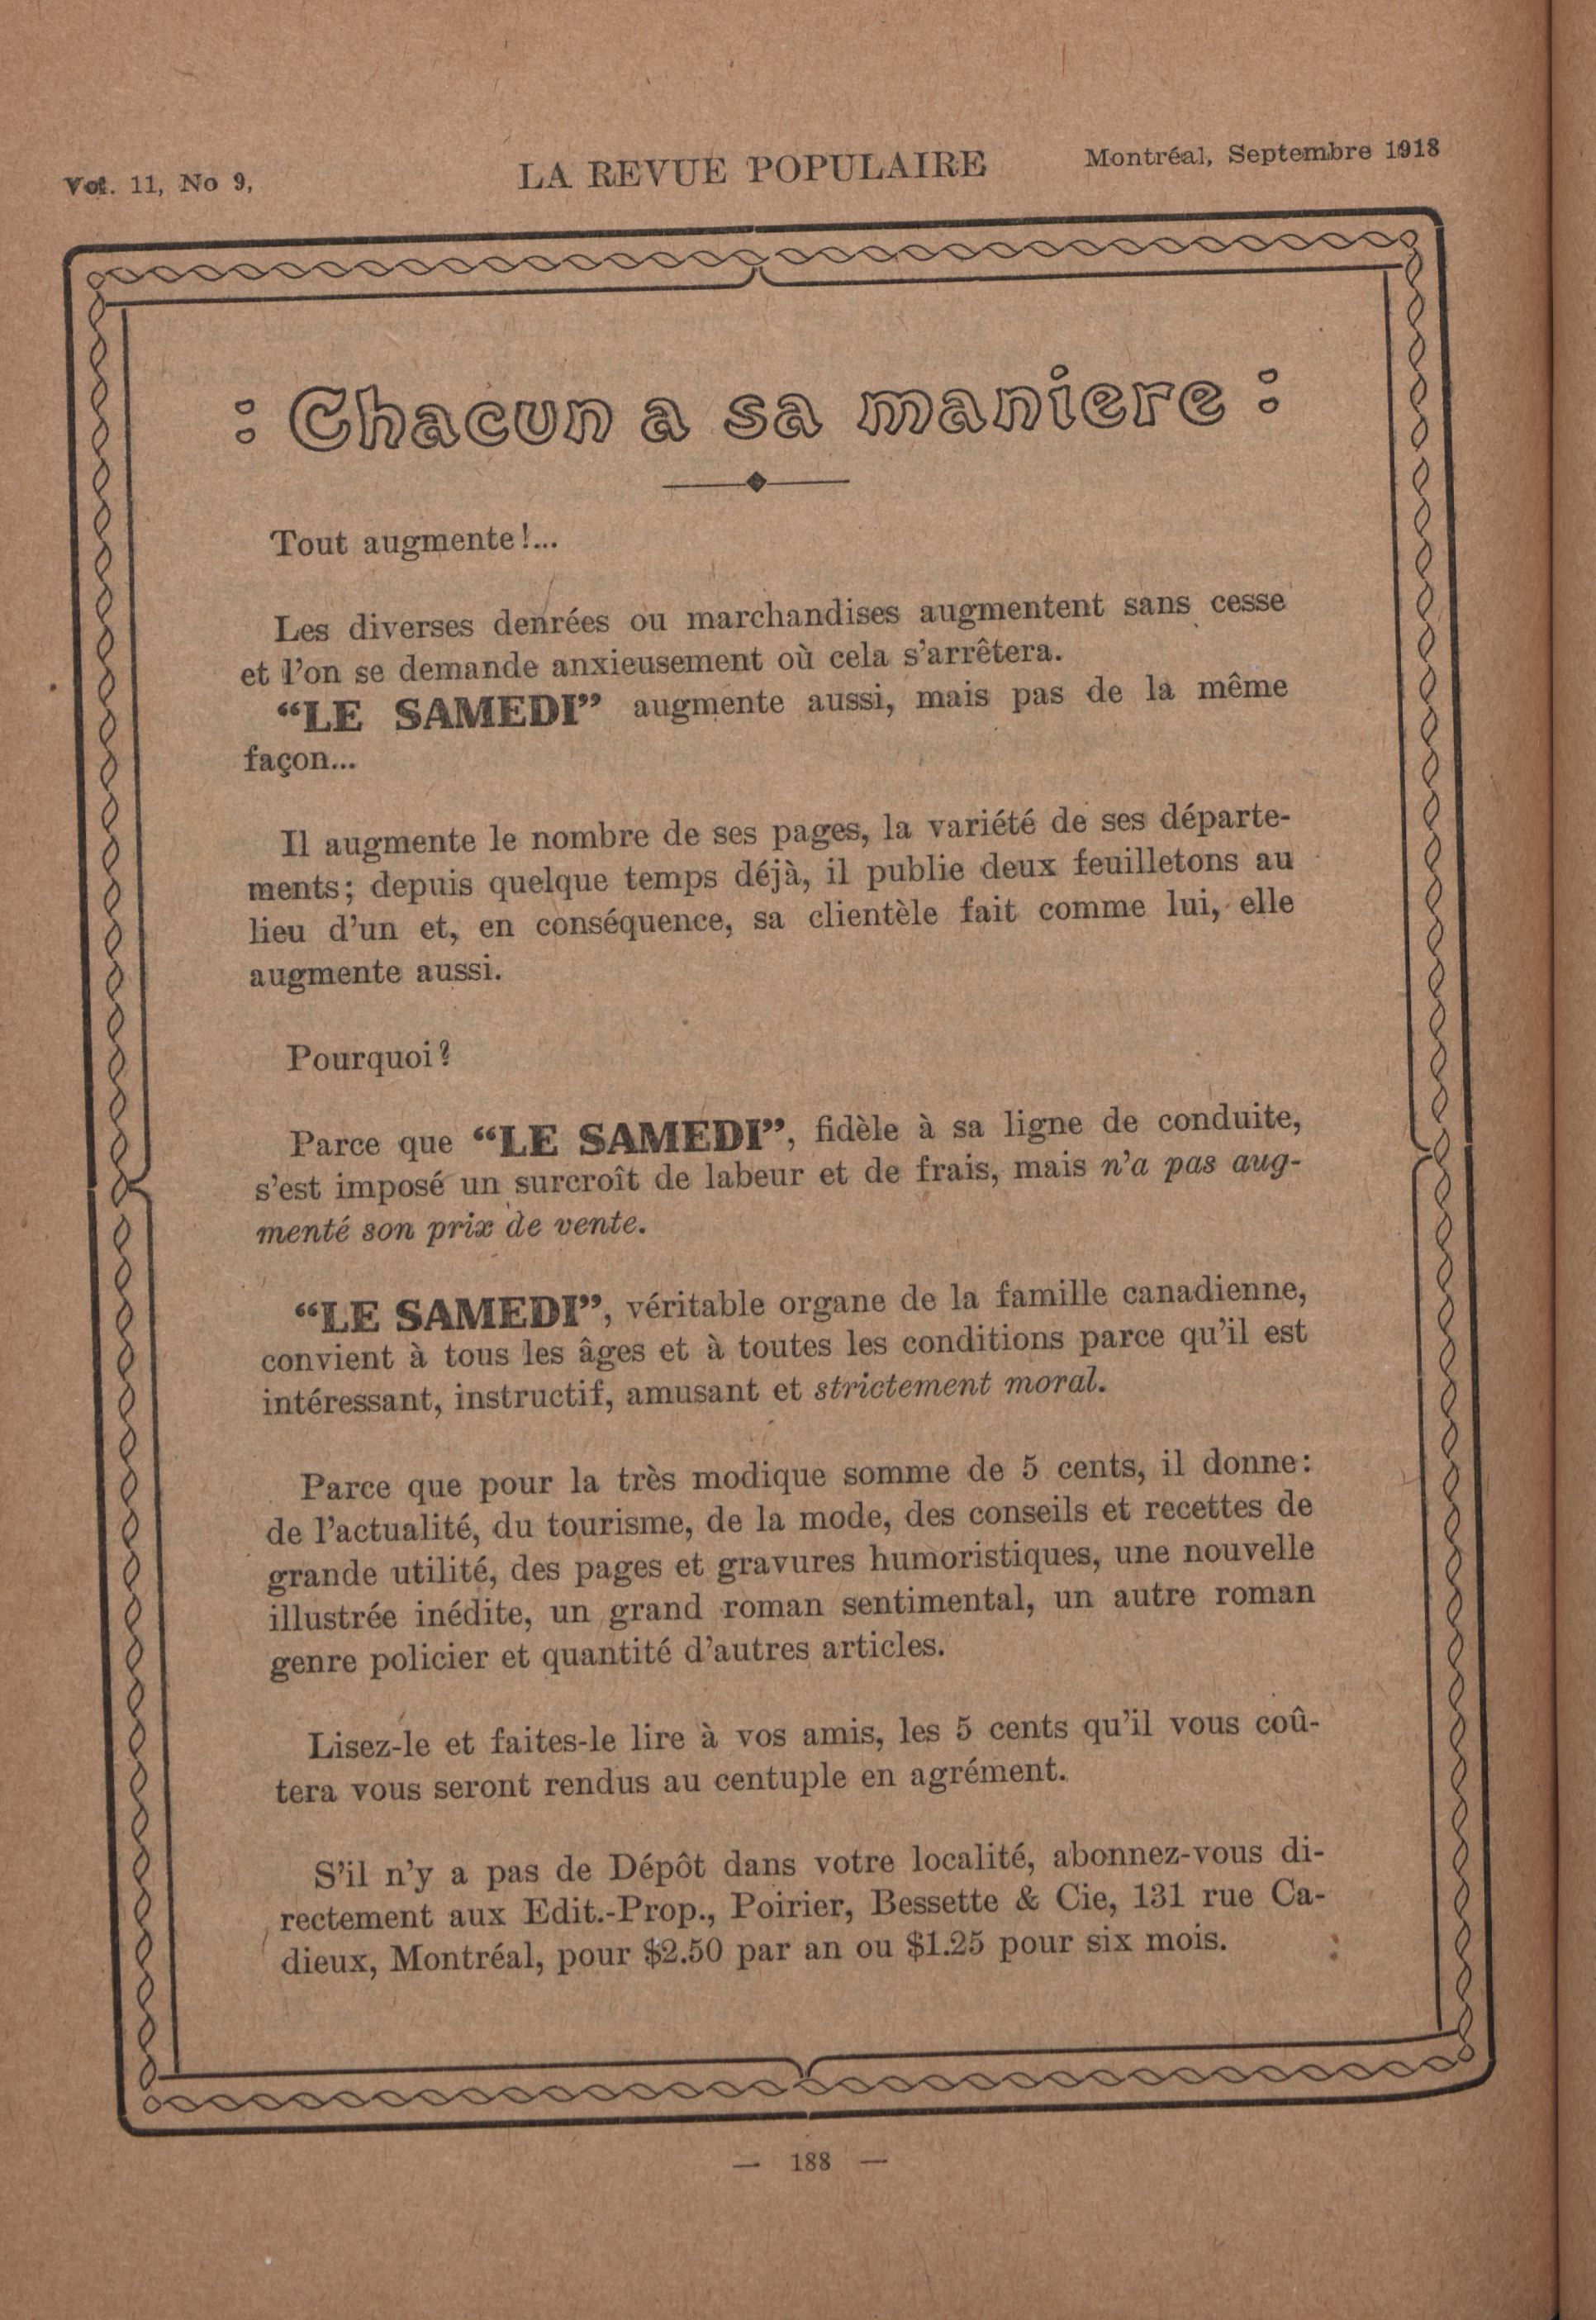 Vol. 11, No 9,
LA REVUE POPULAIRE
Montréal, Septembre 1918
: Chacun a sa maniere :
Tout augmente!...
Les diverses denrées ou marchandises augmentent sans cesse
et l'on se demande anxieusement où cela s'arrêtera.
“LE SAMEDI” augmente aussi, mais pas de la même
façon...
Il augmente le nombre de ses pages, la variété de ses départe-
ments; depuis quelque temps déjà, il publie deux feuilletons au
lieu d'un et, en conséquence, sa clientèle fait comme lui, elle
augmente aussi.
Pourquoi?
Parce que “LE SAMEDI”, fidèle à sa ligne de conduite,
s'est imposé un surcroît de labeur et de frais, mais n'a pas aug-
menté son prix de vente.
“LE SAMEDI”, véritable organe de la famille canadienne,
convient à tous les âges et à toutes les conditions parce qu'il est
intéressant, instructif, amusant et strictement moral.
Parce que pour la très modique somme de 5 cents, il donne:
de l'actualité, du tourisme, de la mode, des conseils et recettes de
grande utilité, des pages et gravures humoristiques, une nouvelle
illustrée inédite, un grand roman sentimental, un autre roman
genre policier et quantité d'autres articles.
Lisez-le et faites-le lire à vos amis, les 5 cents qu'il vous coû-
tera vous seront rendus au centuple en agrément.
S'il n'y a pas de Dépôt dans votre localité, abonnez-vous di-
rectement aux Edit.-Prop., Poirier, Bessette & Cie, 131 rue Ca-
dieux, Montréal, pour $2.50 par an ou $1.25 pour six mois.
— 188 —